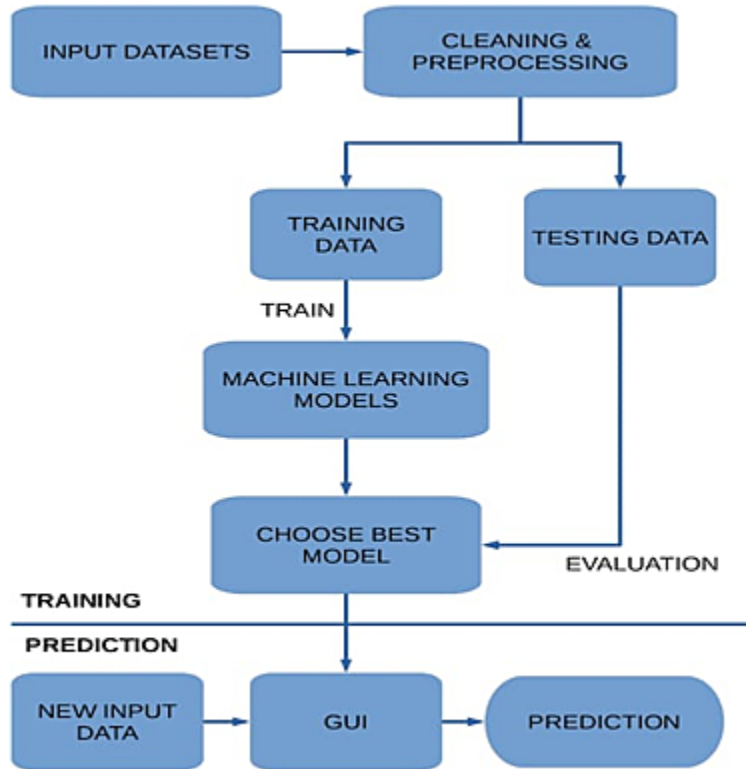 INPUT DATASETS
CLEANING &
PREPROCESSING
TRAINING
DATA
TESTING DATA
TRAIN
MACHINE LEARNING
MODELS
CHOOSE BEST
MODEL
EVALUATION
TRAINING
PREDICTION
NEW INPUT
DATA
GUI
PREDICTION